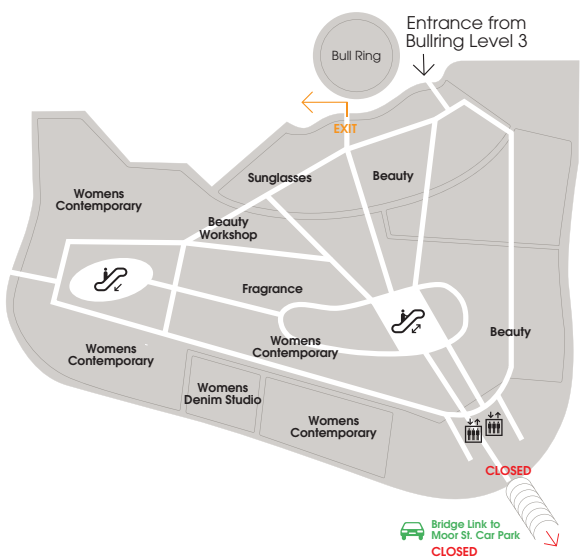 Entrance from
Bullring Level 3
Bull Ring
EXIT
Sunglasses
Beauty
Womens
Contemporary
Beauty
Workshop
Fragrance
Womens
Contemporary
Beauty
Womens
Contemporary
Womens
Denim Studio
Womens
Contemporary
CLOSED
Bridge Link to
Moor St. Car Park
CLOSED